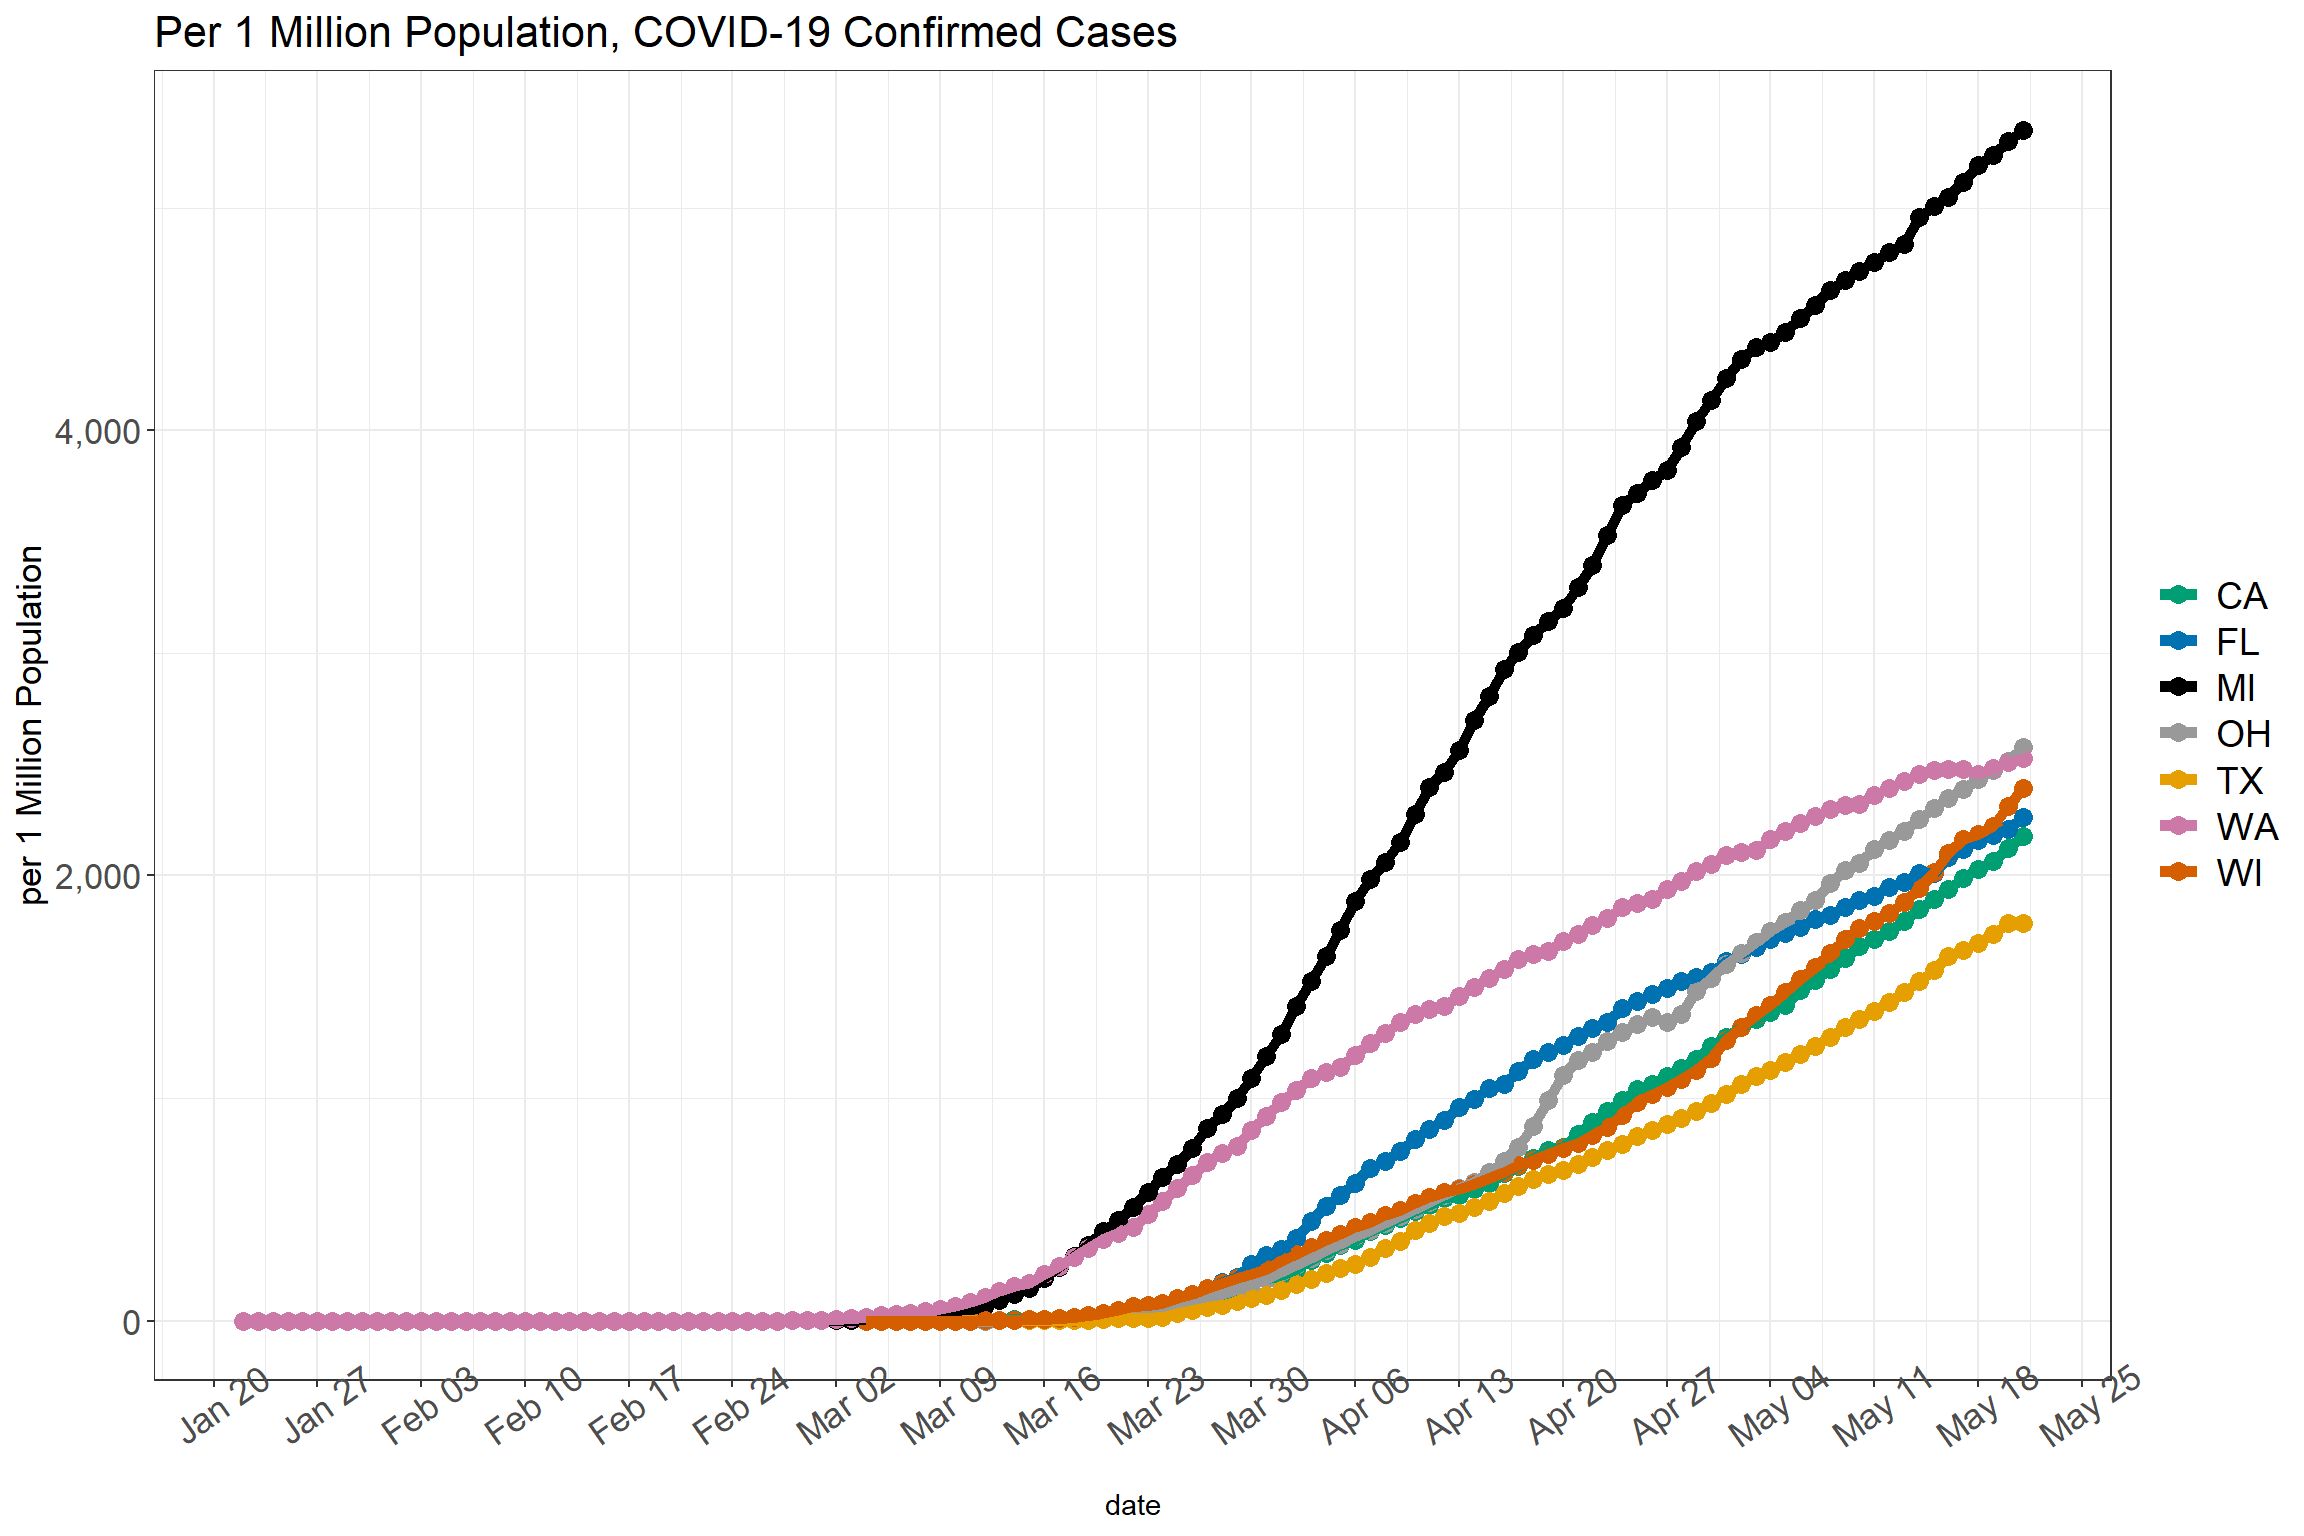 Per 1 Million Population, COVID-19 Confirmed Cases
per 1 Million Population
4,000
2,000
0
CA
FL
MI
OH
TX
WA
WI
Jan 20
Jan 27
Feb 03
Feb 10
Feb 17
Feb 24
Mar 02
Mar 09
Mar 16
Mar 23
Mar 30
Apr 06
Apr 13
Apr 20
Apr 27
May 04
May 11
May 18
May 25
date